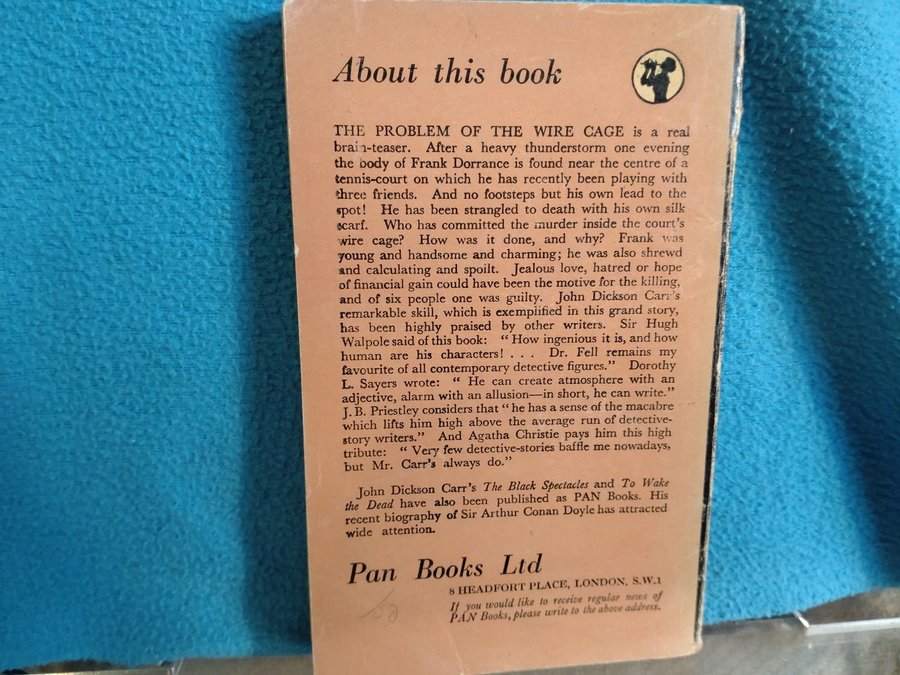 About this book
THE PROBLEM OF THE WIRE CAGE is a real
brain-teaser. After a heavy thunderstorm one evening
the body of Frank Dorrance is found near the centre of a
tennis-court on which he has recently been playing with
three friends. And no footsteps but his own lead to the
spot! He has been strangled to death with his own silk
scarf. Who has committed the murder inside the court's
wire cage? How was it done, and why? Frank was
young and handsome and charming; he was also shrewd
and calculating and spoilt. Jealous love, hatred or hope
of financial gain could have been the motive for the killing,
and of six people one was guilty. John Dickson Carr's
remarkable skill, which is exemplified in this grand story,
has been highly praised by other writers. Sir Hugh
Walpole said of this book: "How ingenious it is, and how
human are his characters! . . . Dr. Fell remains my
favourite of all contemporary detective figures." Dorothy
L. Sayers wrote: "He can create atmosphere with an
adjective, alarm with an allusion—in short, he can write."
J. B. Priestley considers that "he has a sense of the macabre
which lifts him high above the average run of detective-
story writers." And Agatha Christie pays him this high
tribute: "Very few detective-stories baffle me nowadays,
but Mr. Carr's always do."
John Dickson Carr's The Black Spectacles and To Wake
the Dead have also been published as PAN Books. His
recent biography of Sir Arthur Conan Doyle has attracted
wide attention.
Pan Books Ltd
8 HEADFORT PLACE, LONDON, S.W.1
If you would like to receive regular news of
PAN Books, please write to the above address.